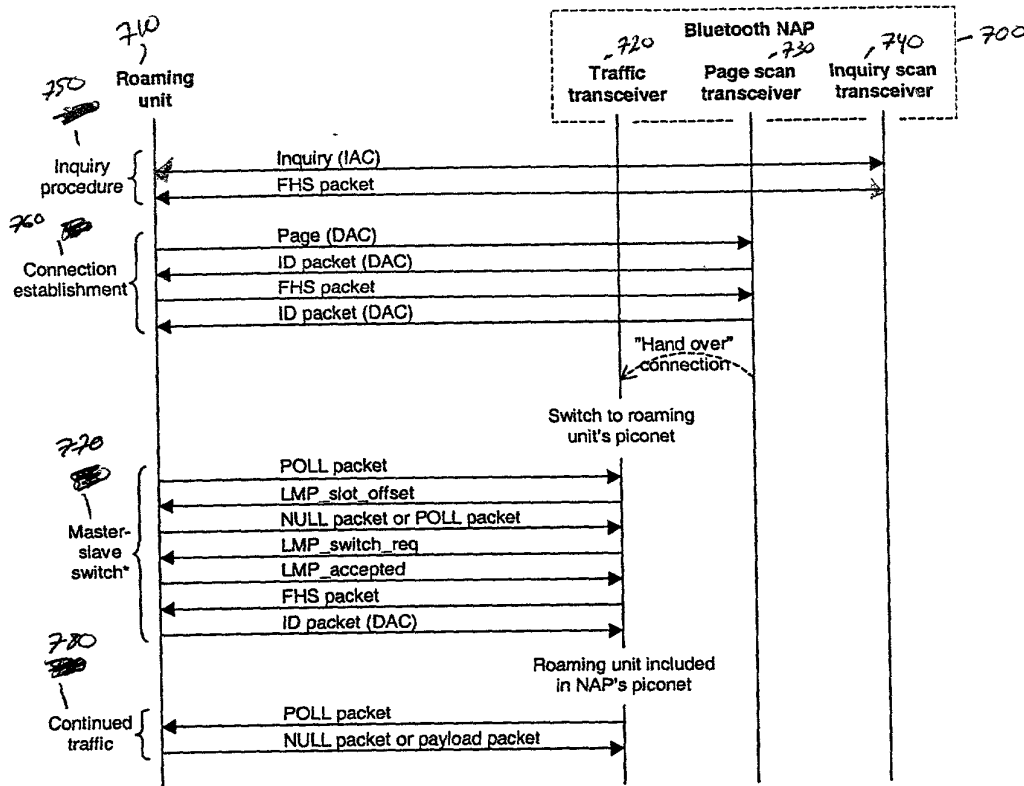 710
Bluetooth NAP
700
720
730
740
Roaming
unit
Traffic
transceiver
Page scan
transceiver
Inquiry scan
transceiver
750
Inquiry
procedure
Inquiry (IAC)
FHS packet
760
Connection
establishment
Page (DAC)
ID packet (DAC)
FHS packet
ID packet (DAC)
"Hand over"
connection
Switch to roaming
unit's piconet
770
Master-
slave
switch*
POLL packet
LMP_slot_offset
NULL packet or POLL packet
LMP_switch_req
LMP_accepted
FHS packet
ID packet (DAC)
780
Roaming unit included
in NAP's piconet
Continued
traffic
POLL packet
NULL packet or payload packet